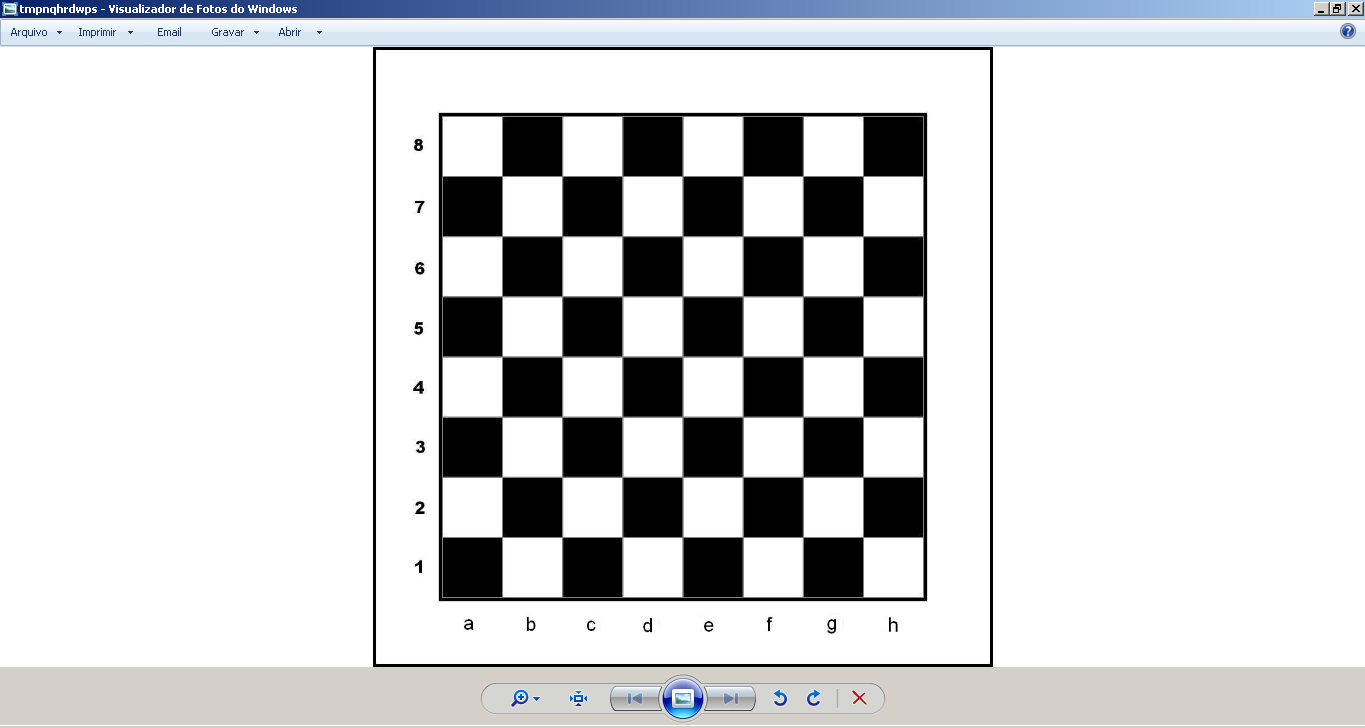 tmpnqhrdwps - Visualizador de Fotos do Windows
Arquivo Imprimir Email Gravar Abrir
8
7
6
5
4
3
2
1
a b c d e f g h